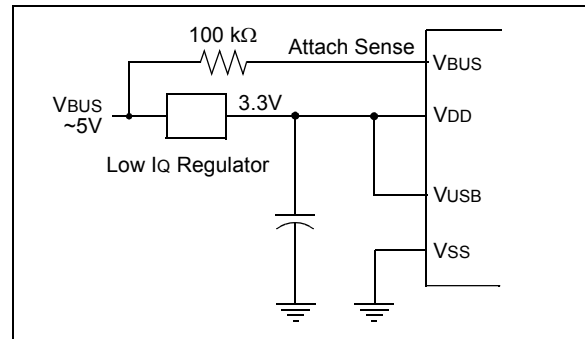 100 kΩ
Attach Sense
VBUS
VBUS
~5V
3.3V
VDD
Low IQ Regulator
VUSB
VSS